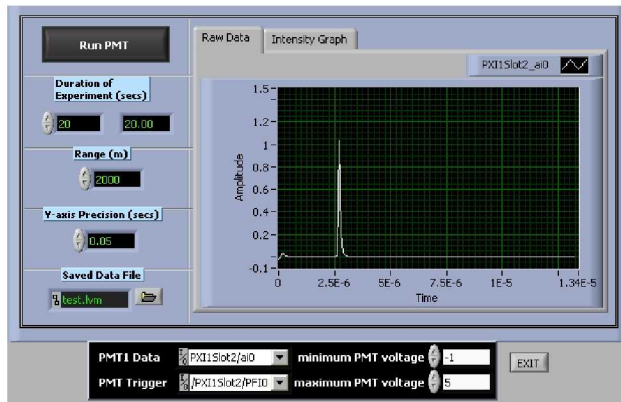 Run PMT
Duration of
Experiment (secs)
20 20.00
Range (m)
2000
Y-axis Precision (secs)
0.05
Saved Data File
test.lvm
Raw Data Intensity Graph
PXI1Slot2_ai0
Amplitude
1.5-
1.2-
1-
0.8-
0.6-
0.4-
0.2-
-0.1-
0 2.5E-6 5E-6 7.5E-6 1E-5 1.34E-5
Time
PMT1 Data PXI1Slot2/ai0 minimum PMT voltage -1
PMT Trigger /PXI1Slot2/PFI0 maximum PMT voltage 5
EXIT